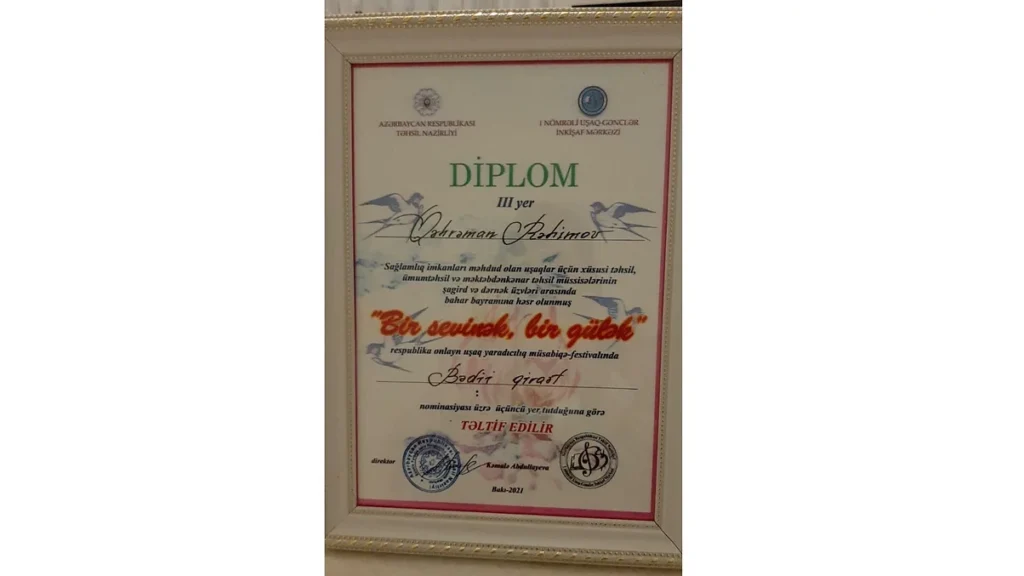 AZƏRBAYCAN RESPUBLİKASI
TƏHSİL NAZİRLİYİ
1 NÖMRƏLİ UŞAQ-GƏNCLƏR
İNKİŞAF MƏRKƏZİ
DİPLOM
III yer
Qəhrəman Rəhimov
Sağlamlıq imkanları məhdud olan uşaqlar üçün xüsusi təhsil,
ümumtəhsil və məktəbdənkənar təhsil müssisələrinin
şagird və dərnək üzvləri arasında
bahar bayramına həsr olunmuş
"Bir sevinək, bir gülək"
respublika onlayn uşaq yaradıcılıq müsabiqə-festivalında
Bədii qiraət
nominasiyası üzrə üçüncü yer tutduğuna görə
TƏLTİF EDİLİR
direktor
Kəmalə Abdullayeva
Bakı-2021